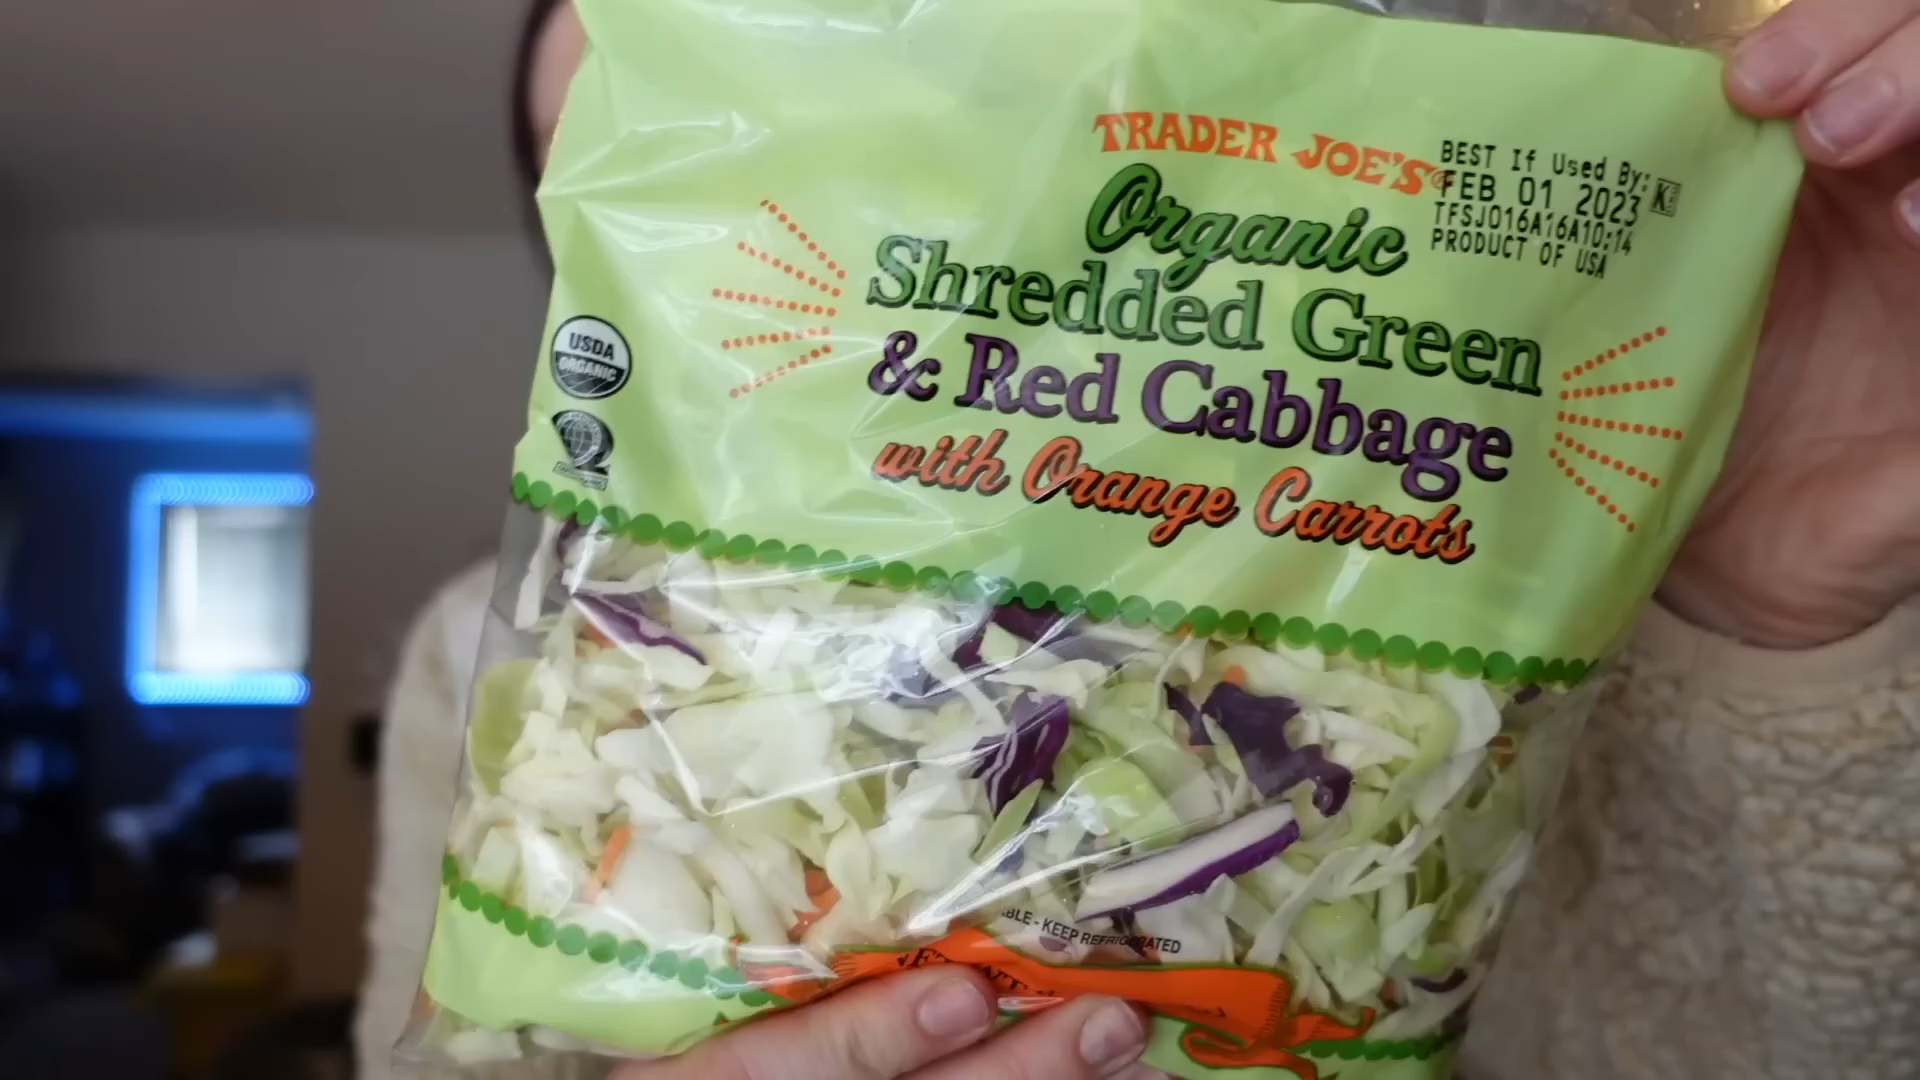 TRADER JOE'S
BEST If Used By:
FEB 01 2023
TFSJ016A16A10:14
PRODUCT OF USA
K
Organic
Shredded Green
& Red Cabbage
with Orange Carrots
USDA
ORGANIC
KEEP REFRIGERATED